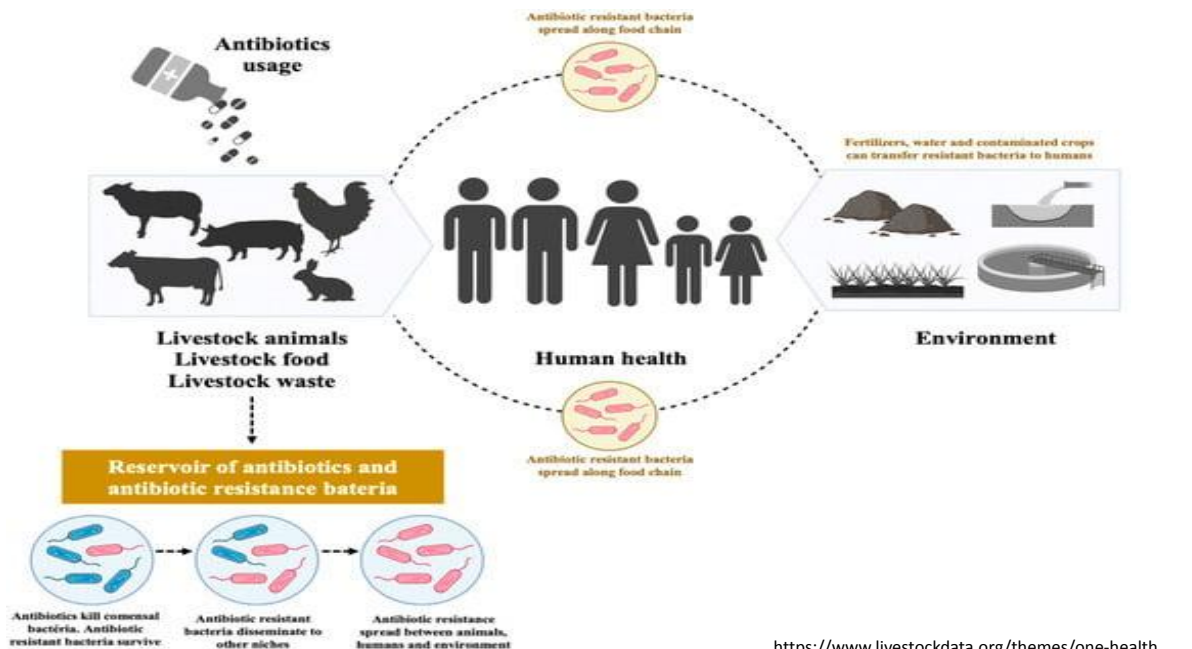 Antibiotic resistant bacteria
spread along food chain
Antibiotics
usage
Fertilizers, water and contaminated crops
can transfer resistant bacteria to humans
Livestock animals
Livestock food
Livestock waste
Human health
Environment
Antibiotic resistant bacteria
spread along food chain
Reservoir of antibiotics and
antibiotic resistance bateria
Antibiotics kill comensal
bactéria. Antibiotic
resistant bacteria survive
Antibiotic resistant
bacteria disseminate to
other niches
Antibiotic resistance
spread between animals,
humans and environment
https://www.livestockdata.org/themes/one-health